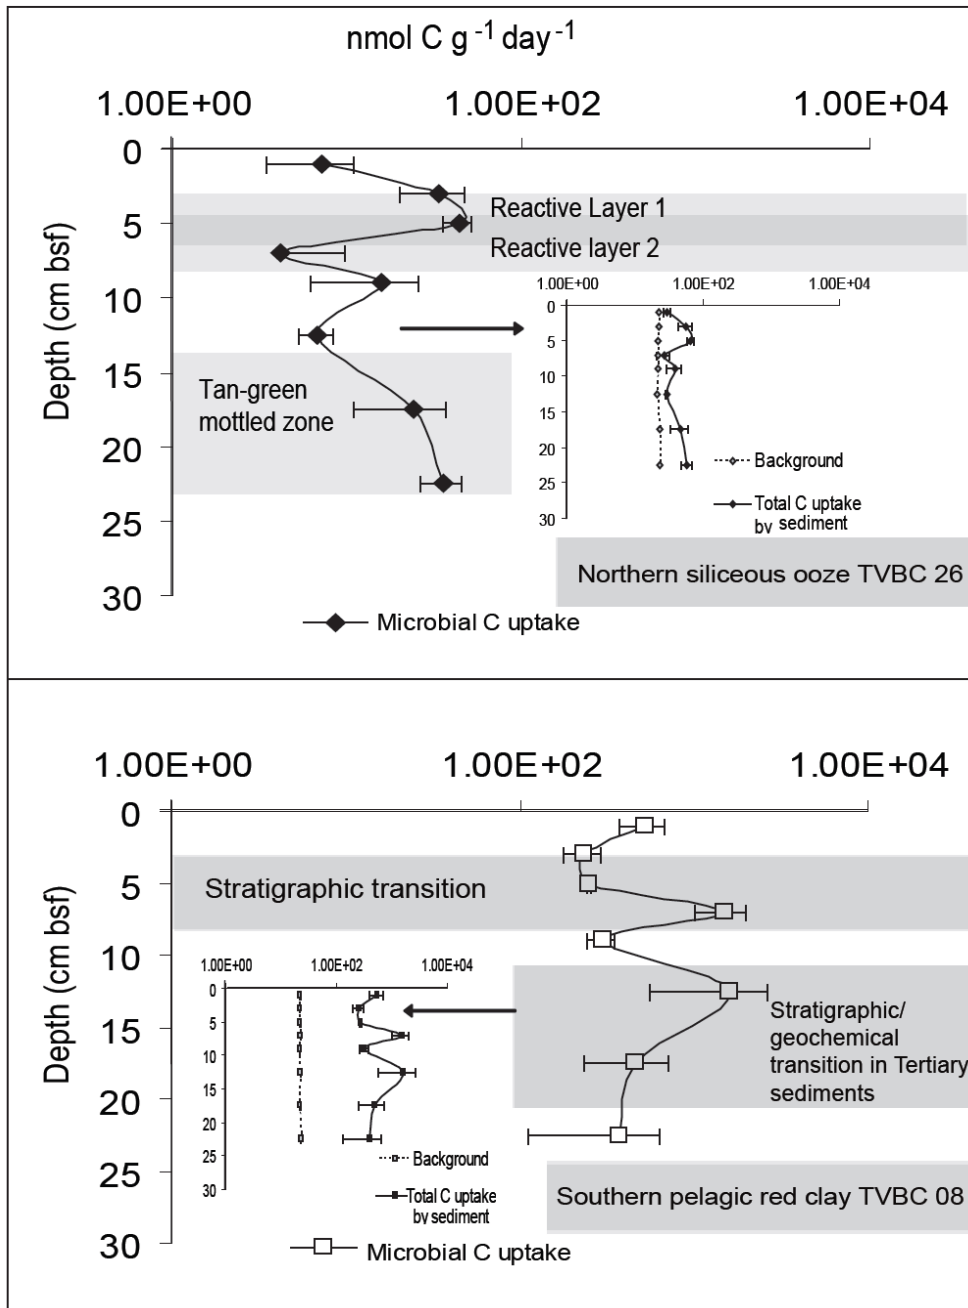 nmol C g -1 day -1
1.00E+00 1.00E+02 1.00E+04
0
5
10
15
20
25
30
Depth (cm bsf)
Reactive Layer 1
Reactive layer 2
Tan-green
mottled zone
1.00E+00 1.00E+02 1.00E+04
0
5
10
15
20
25
30
Background
Total C uptake
by sediment
Northern siliceous ooze TVBC 26
Microbial C uptake
1.00E+00 1.00E+02 1.00E+04
0
5
10
15
20
25
30
Depth (cm bsf)
Stratigraphic transition
1.00E+00 1.00E+02 1.00E+04
0
5
10
15
20
25
30
Background
Total C uptake
by sediment
Stratigraphic/
geochemical
transition in Tertiary
sediments
Southern pelagic red clay TVBC 08
Microbial C uptake